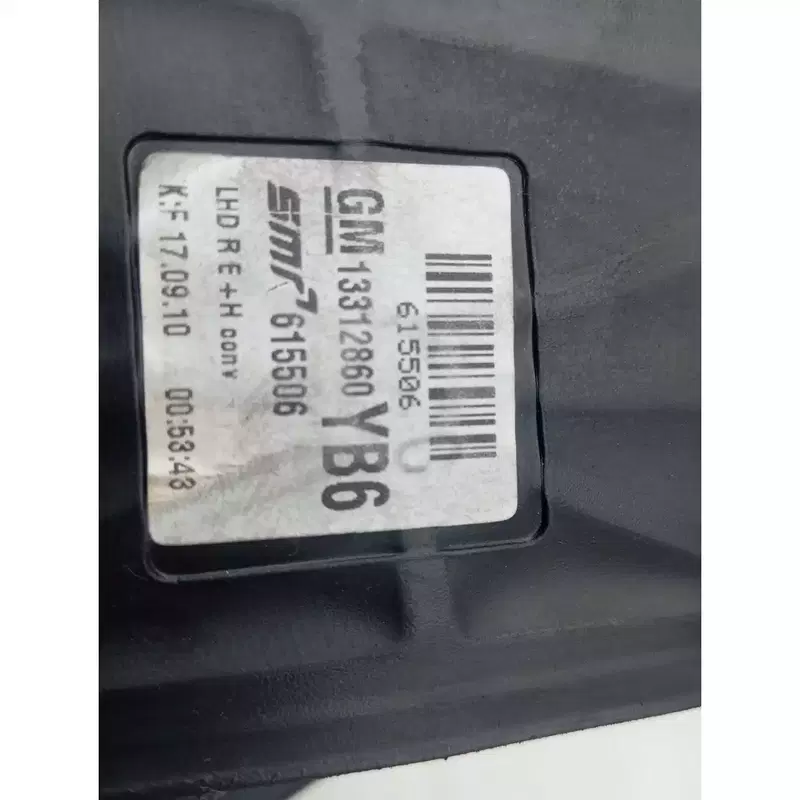 615506
GM 13312860 YB6
SMR 615506
LHD R E+H conv
K:F 17.09.10 00:53:43